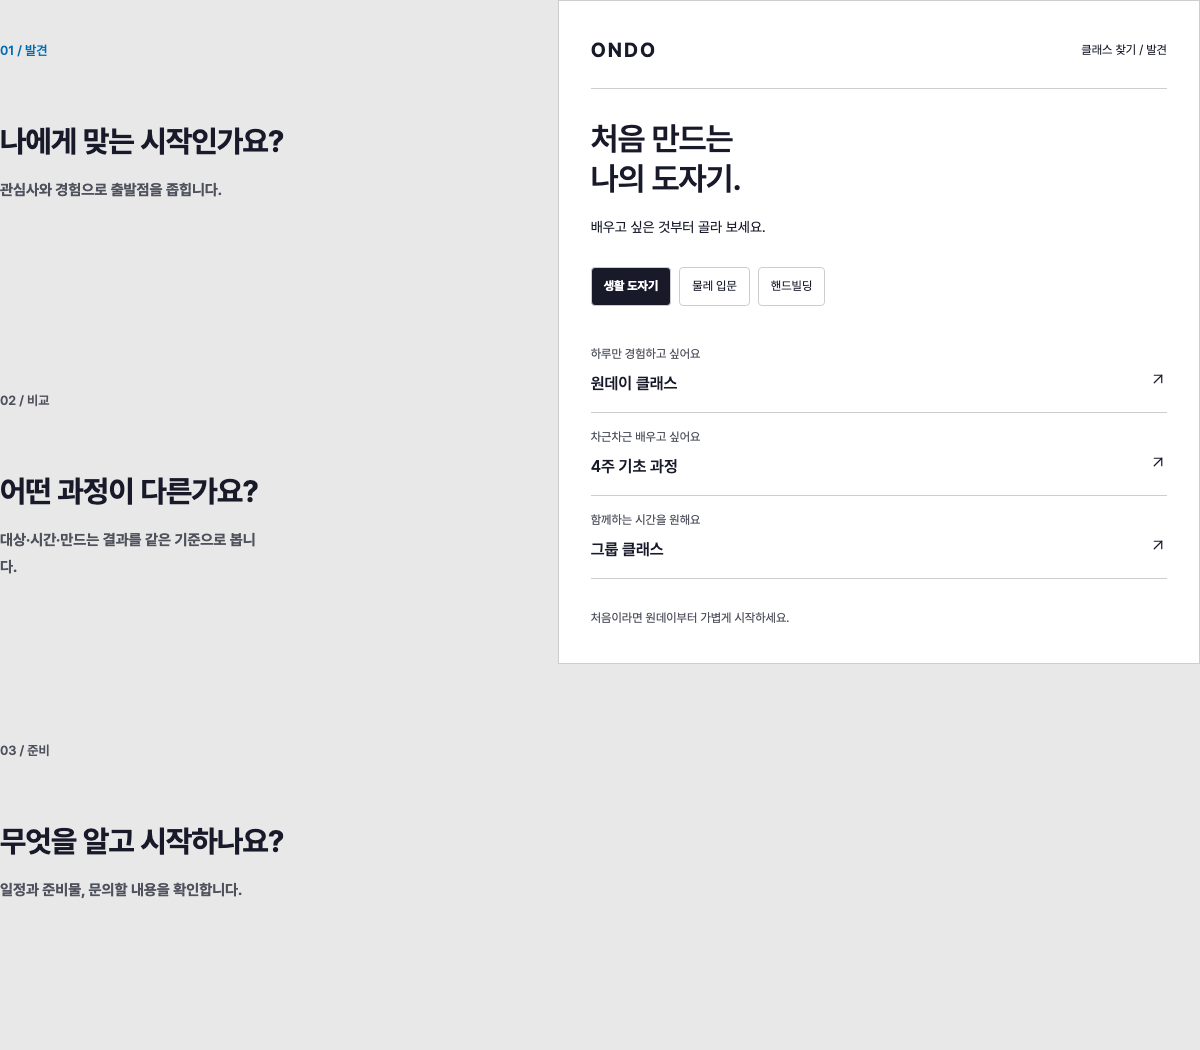 01 / 발견
나에게 맞는 시작인가요?
관심사와 경험으로 출발점을 좁힙니다.
02 / 비교
어떤 과정이 다른가요?
대상·시간·만드는 결과를 같은 기준으로 봅니
다.
03 / 준비
무엇을 알고 시작하나요?
일정과 준비물, 문의할 내용을 확인합니다.
ONDO
클래스 찾기 / 발견
처음 만드는
나의 도자기.
배우고 싶은 것부터 골라 보세요.
생활 도자기
물레 입문
핸드빌딩
하루만 경험하고 싶어요
원데이 클래스
차근차근 배우고 싶어요
4주 기초 과정
함께하는 시간을 원해요
그룹 클래스
처음이라면 원데이부터 가볍게 시작하세요.